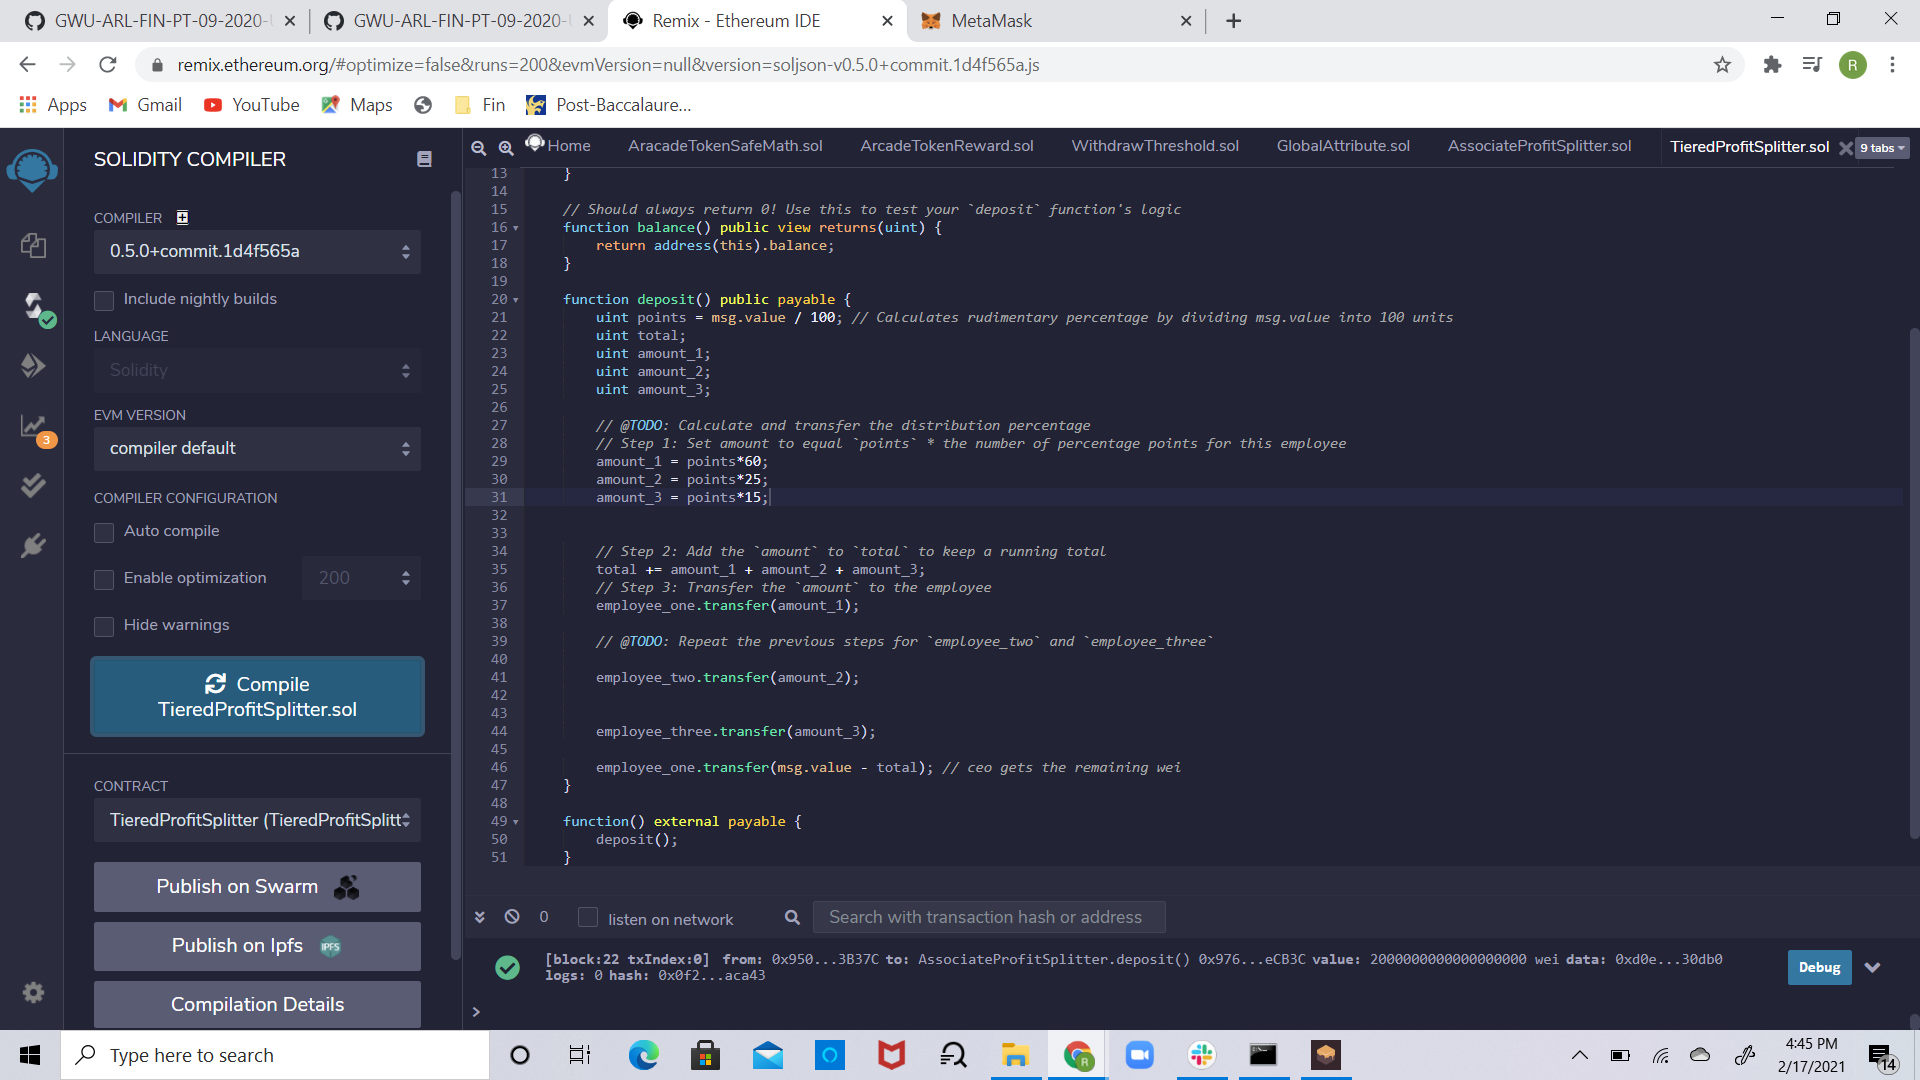 GWU-ARL-FIN-PT-09-2020-
GWU-ARL-FIN-PT-09-2020-
Remix - Ethereum IDE
MetaMask
remix.ethereum.org/#optimize=false&runs=200&evmVersion=null&version=soljson-v0.5.0+commit.1d4f565a.js
R
Apps
Gmail
YouTube
Maps
Fin
Post-Baccalaure...
SOLIDITY COMPILER
COMPILER
0.5.0+commit.1d4f565a
Include nightly builds
LANGUAGE
Solidity
EVM VERSION
compiler default
3
COMPILER CONFIGURATION
Auto compile
Enable optimization
200
Hide warnings
Compile
TieredProfitSplitter.sol
CONTRACT
TieredProfitSplitter (TieredProfitSplitt
Publish on Swarm
Publish on Ipfs
IPFS
Compilation Details
Home
AracadeTokenSafeMath.sol
ArcadeTokenReward.sol
WithdrawThreshold.sol
GlobalAttribute.sol
AssociateProfitSplitter.sol
TieredProfitSplitter.sol
9 tabs
13 }
14
15 // Should always return 0! Use this to test your `deposit` function's logic
16 function balance() public view returns(uint) {
17 return address(this).balance;
18 }
19
20 function deposit() public payable {
21 uint points = msg.value / 100; // Calculates rudimentary percentage by dividing msg.value into 100 units
22 uint total;
23 uint amount_1;
24 uint amount_2;
25 uint amount_3;
26
27 // @TODO: Calculate and transfer the distribution percentage
28 // Step 1: Set amount to equal `points` * the number of percentage points for this employee
29 amount_1 = points*60;
30 amount_2 = points*25;
31 amount_3 = points*15;
32
33
34 // Step 2: Add the `amount` to `total` to keep a running total
35 total += amount_1 + amount_2 + amount_3;
36 // Step 3: Transfer the `amount` to the employee
37 employee_one.transfer(amount_1);
38
39 // @TODO: Repeat the previous steps for `employee_two` and `employee_three`
40
41 employee_two.transfer(amount_2);
42
43
44 employee_three.transfer(amount_3);
45
46 employee_one.transfer(msg.value - total); // ceo gets the remaining wei
47 }
48
49 function() external payable {
50 deposit();
51 }
0
listen on network
Search with transaction hash or address
[block:22 txIndex:0] from: 0x950...3B37C to: AssociateProfitSplitter.deposit() 0x976...eCB3C value: 2000000000000000000 wei data: 0xd0e...30db0
logs: 0 hash: 0x0f2...aca43
Debug
>
Type here to search
4:45 PM
2/17/2021
14